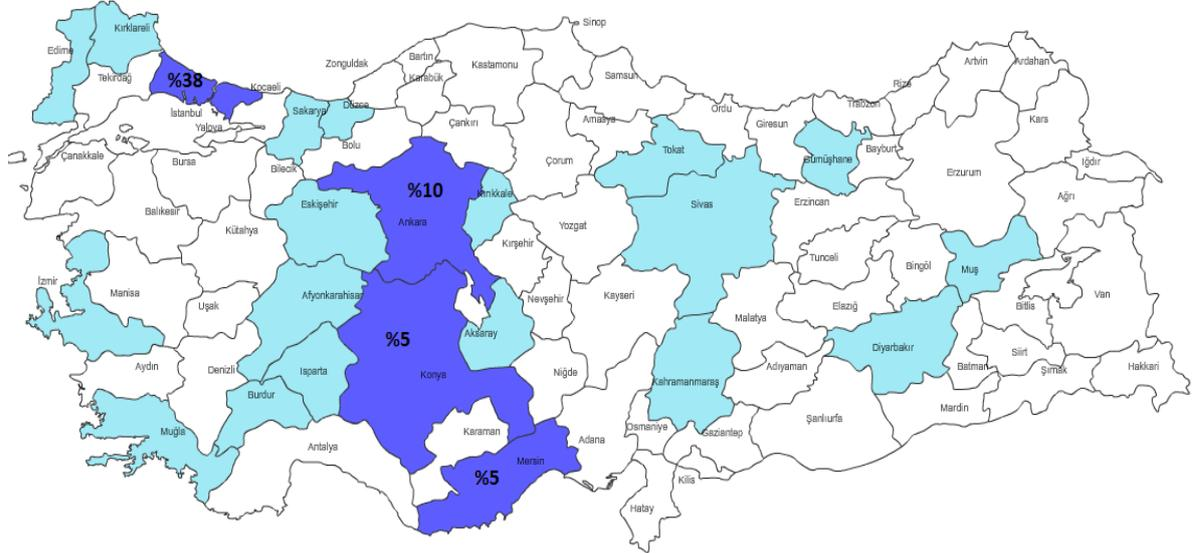 Sinop
Kırklareli
Edirne
Bartın
Zonguldak
Kastamonu
Artvin
Ardahan
Tekirdağ
%38
Karabük
Samsun
Kocaeli
Rize
İstanbul
Sakarya
Düzce
Ordu
Trabzon
Yalova
Çankırı
Amasya
Giresun
Kars
Bolu
Çanakkale
Bursa
Bilecik
Çorum
Tokat
Gümüşhane
Bayburt
Iğdır
Erzurum
%10
Kırıkkale
Eskişehir
Sivas
Erzincan
Ağrı
Balıkesir
Ankara
Yozgat
Kütahya
Kırşehir
Tunceli
Bingöl
Muş
İzmir
Manisa
Uşak
Afyonkarahisar
Nevşehir
Kayseri
Elazığ
Bitlis
Van
Malatya
%5
Aksaray
Diyarbakır
Siirt
Aydın
Denizli
Isparta
Konya
Niğde
Adıyaman
Batman
Şırnak
Hakkari
Kahramanmaraş
Burdur
Mardin
Muğla
Antalya
Karaman
Adana
Osmaniye
Gaziantep
Şanlıurfa
Mersin
%5
Kilis
Hatay